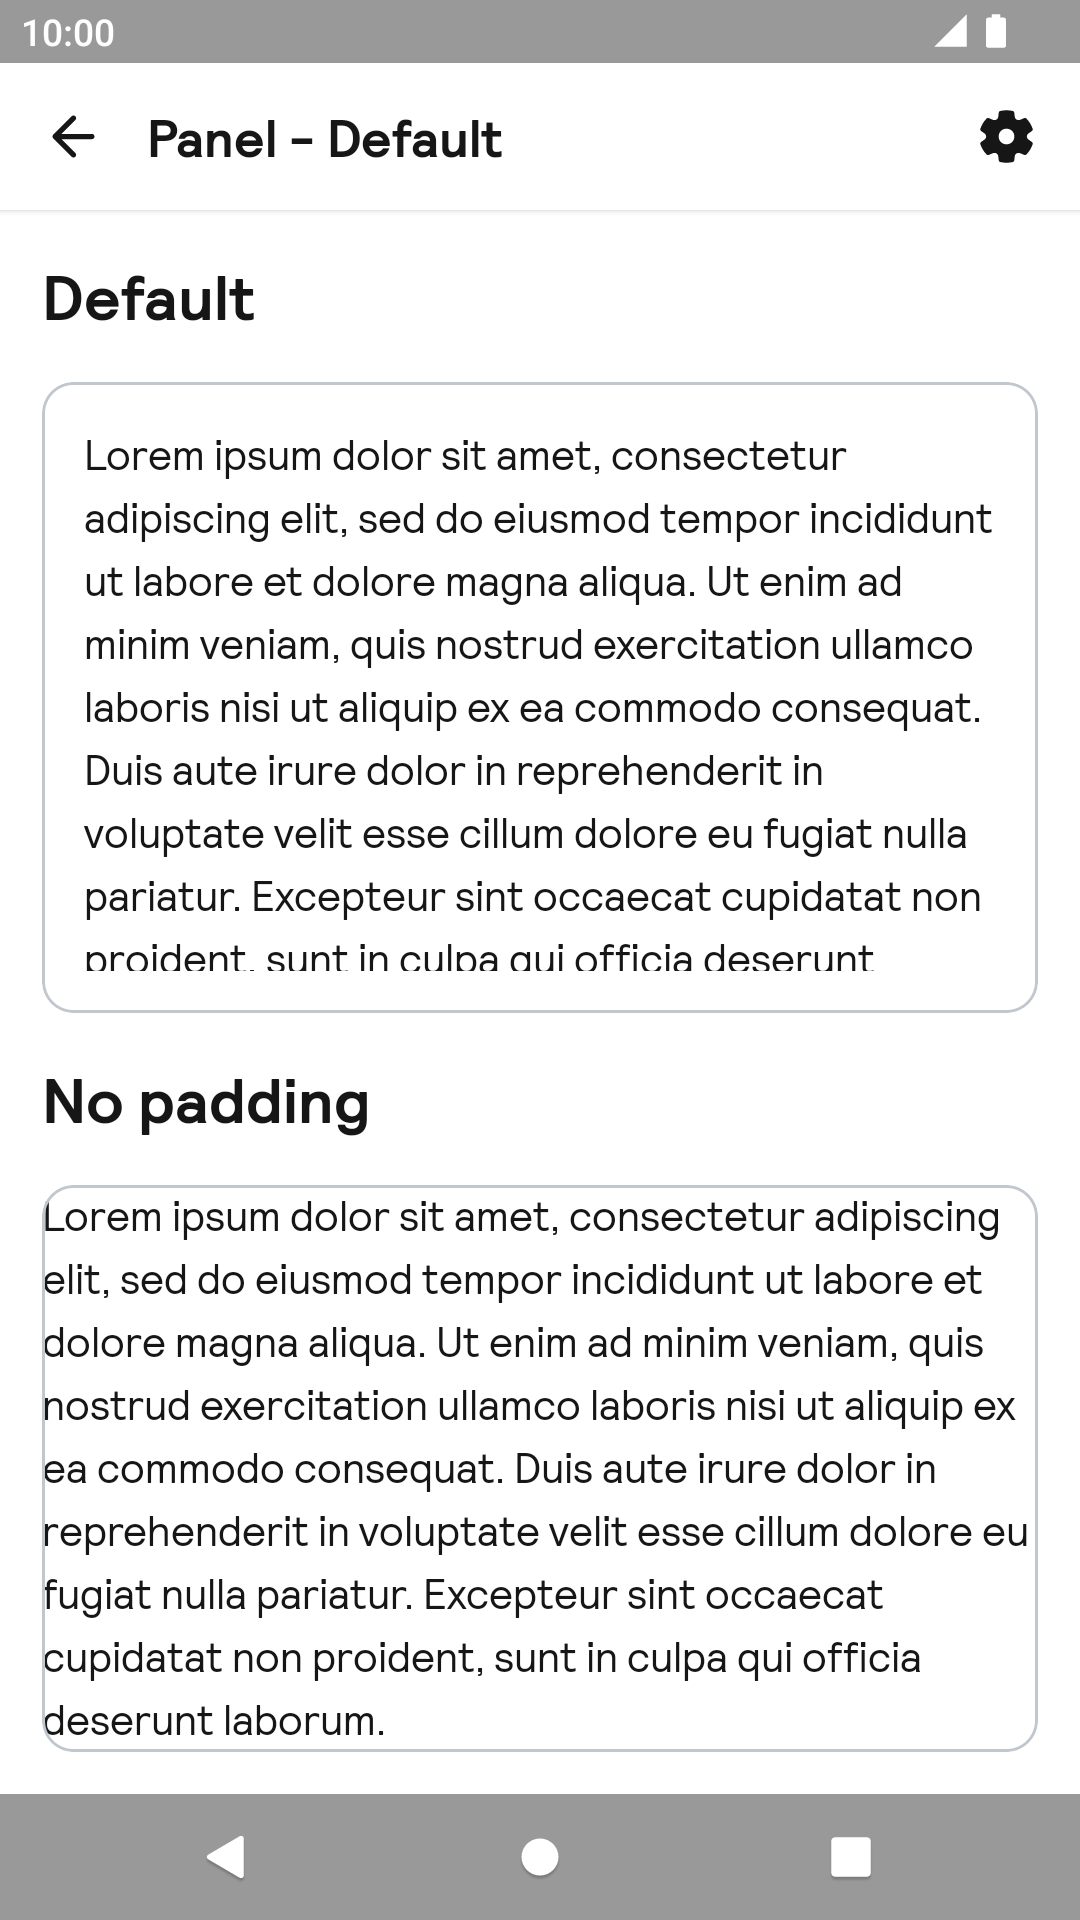 10:00
Panel - Default
Default
Lorem ipsum dolor sit amet, consectetur
adipiscing elit, sed do eiusmod tempor incididunt
ut labore et dolore magna aliqua. Ut enim ad
minim veniam, quis nostrud exercitation ullamco
laboris nisi ut aliquip ex ea commodo consequat.
Duis aute irure dolor in reprehenderit in
voluptate velit esse cillum dolore eu fugiat nulla
pariatur. Excepteur sint occaecat cupidatat non
proident, sunt in culpa qui officia deserunt
No padding
Lorem ipsum dolor sit amet, consectetur adipiscing
elit, sed do eiusmod tempor incididunt ut labore et
dolore magna aliqua. Ut enim ad minim veniam, quis
nostrud exercitation ullamco laboris nisi ut aliquip ex
ea commodo consequat. Duis aute irure dolor in
reprehenderit in voluptate velit esse cillum dolore eu
fugiat nulla pariatur. Excepteur sint occaecat
cupidatat non proident, sunt in culpa qui officia
deserunt laborum.